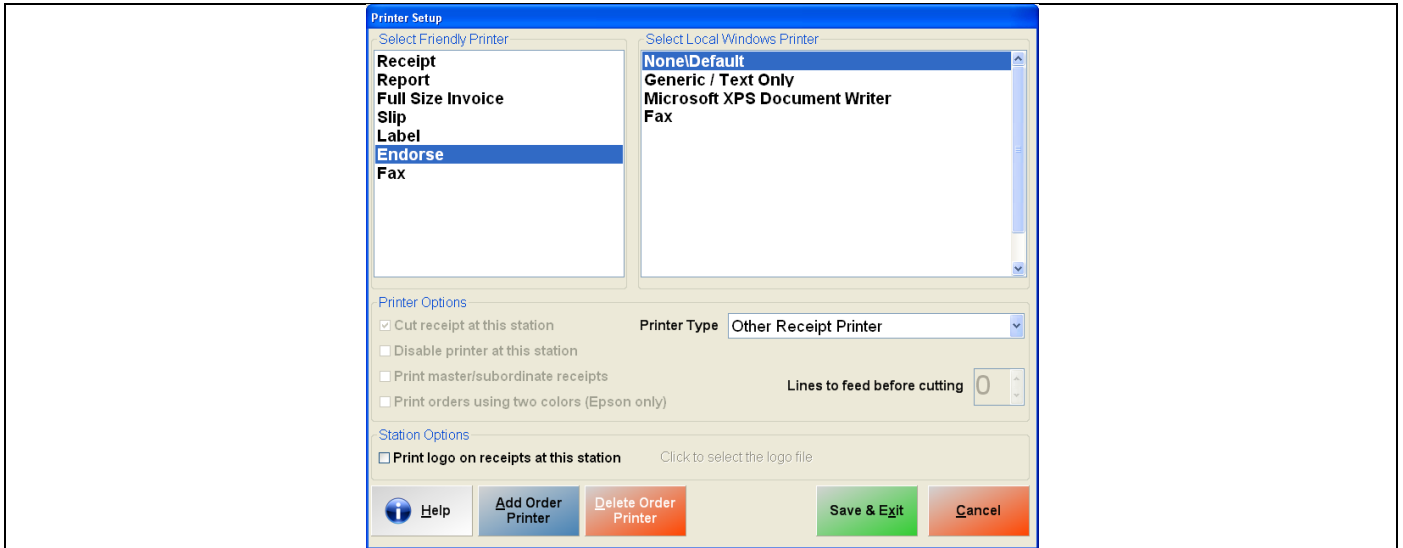 Printer Setup
Select Friendly Printer
Receipt
Report
Full Size Invoice
Slip
Label
Endorse
Fax
Select Local Windows Printer
None\Default
Generic / Text Only
Microsoft XPS Document Writer
Fax
Printer Options
Cut receipt at this station
Disable printer at this station
Print master/subordinate receipts
Print orders using two colors (Epson only)
Printer Type Other Receipt Printer
Lines to feed before cutting 0
Station Options
Print logo on receipts at this station Click to select the logo file
Help
Add Order
Printer
Delete Order
Printer
Save & Exit
Cancel